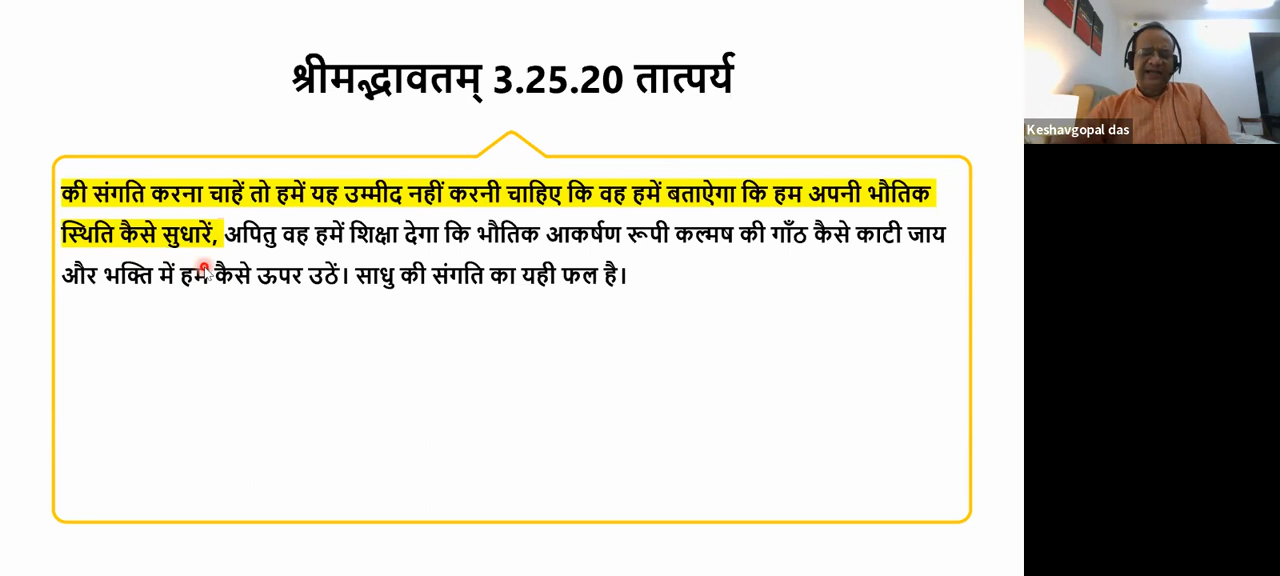 श्रीमद्भावतम् 3.25.20 तात्पर्य
Keshavgopal das
की संगति करना चाहें तो हमें यह उम्मीद नहीं करनी चाहिए कि वह हमें बताऐगा कि हम अपनी भौतिक
स्थिति कैसे सुधारें, अपितु वह हमें शिक्षा देगा कि भौतिक आकर्षण रूपी कल्मष की गाँठ कैसे काटी जाय
और भक्ति में हम कैसे ऊपर उठें। साधु की संगति का यही फल है।